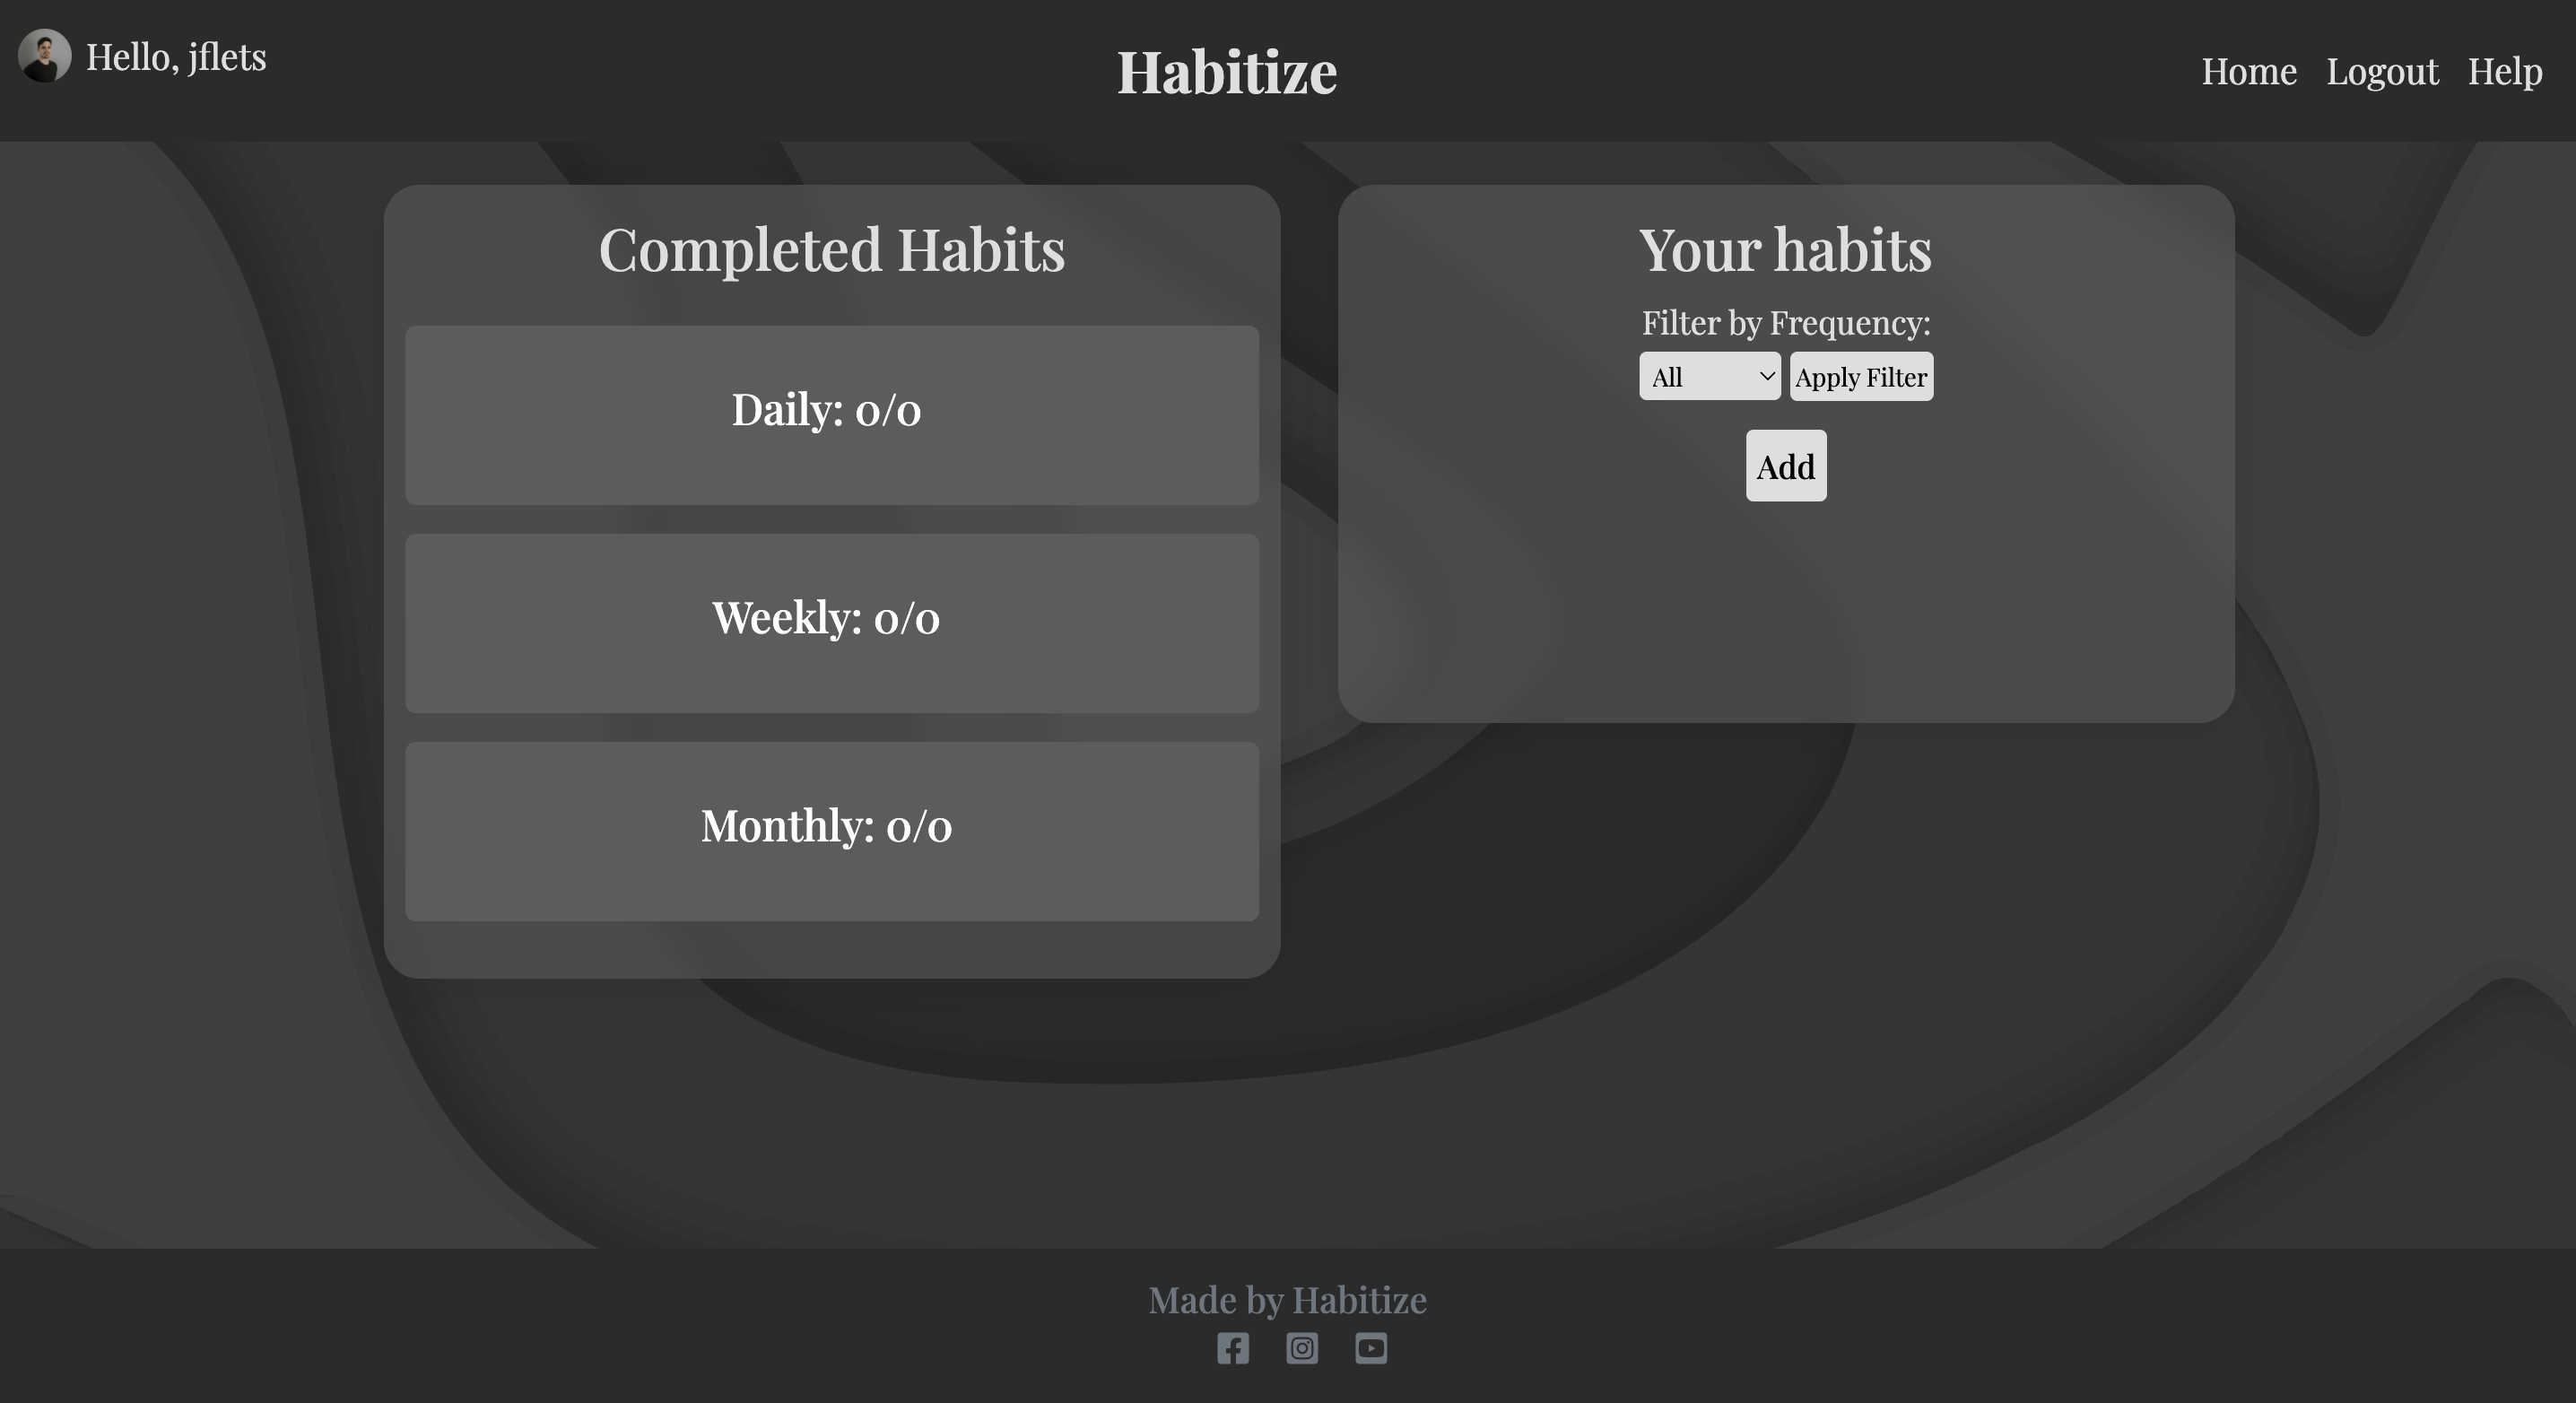 Hello, jflets
Habitize
Home Logout Help
Completed Habits
Daily: 0/0
Weekly: 0/0
Monthly: 0/0
Your habits
Filter by Frequency:
All Apply Filter
Add
Made by Habitize